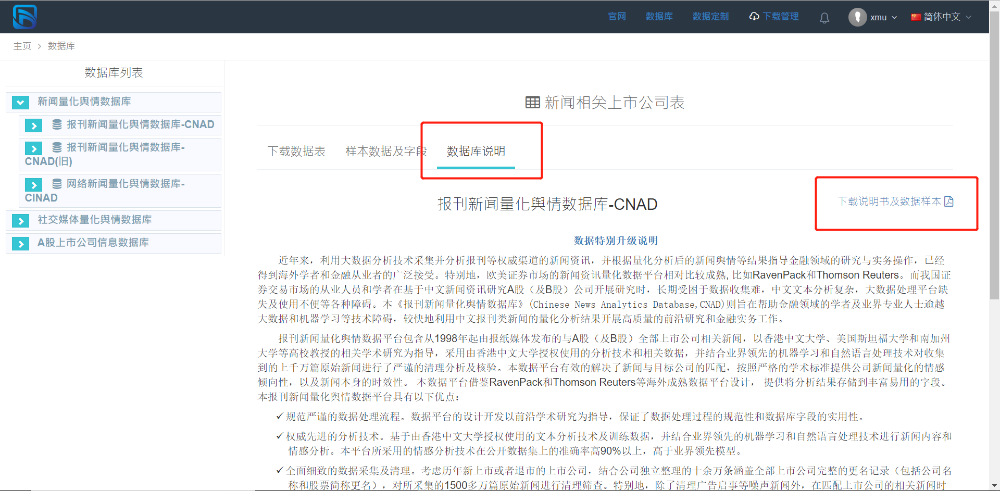 官网 数据库 数据定制 下载管理 xmu 简体中文
主页 > 数据库
数据库列表
新闻量化舆情数据库
报刊新闻量化舆情数据库-CNAD
报刊新闻量化舆情数据库-
CNAD(旧)
网络新闻量化舆情数据库-
CINAD
社交媒体量化舆情数据库
A股上市公司信息数据库
新闻相关上市公司表
下载数据表 样本数据及字段 数据库说明
报刊新闻量化舆情数据库-CNAD
下载说明书及数据样本
数据特别升级说明
近年来，利用大数据分析技术采集并分析报刊等权威渠道的新闻资讯，并根据量化分析后的新闻舆情等结果指导金融领域的研究与实务操作，已经
得到海外学者和金融从业者的广泛接受。特别地，欧美证券市场的新闻资讯量化数据平台相对比较成熟,比如RavenPack和Thomson Reuters。而我国证
券交易市场的从业人员和学者在基于中文新闻资讯研究A股（及B股）公司开展研究时，长期受困于数据收集难，中文文本分析复杂，大数据处理平台缺
失及使用不便等各种障碍。本《报刊新闻量化舆情数据库》(Chinese News Analytics Database,CNAD)则旨在帮助金融领域的学者及业界专业人士逾越
大数据和机器学习等技术障碍，较快地利用中文报刊类新闻的量化分析结果开展高质量的前沿研究和金融实务工作。
报刊新闻量化舆情数据平台包含从1998年起由报纸媒体发布的与A股（及B股）全部上市公司相关新闻，以香港中文大学、美国斯坦福大学和南加州
大学等高校教授的相关学术研究为指导，采用由香港中文大学授权使用的分析技术和相关数据，并结合业界领先的机器学习和自然语言处理技术对收集
到的上千万篇原始新闻进行了严谨的清理分析及核验。本数据平台有效的解决了新闻与目标公司的匹配，按照严格的学术标准提供公司新闻量化的情感
倾向性，以及新闻本身的时效性。 本数据平台借鉴RavenPack和Thomson Reuters等海外成熟数据平台设计， 提供将分析结果存储到丰富易用的字段。
本报刊新闻量化舆情数据平台具有以下优点:
✓规范严谨的数据处理流程。数据平台的设计开发以前沿学术研究为指导，保证了数据处理过程的规范性和数据库字段的实用性。
✓权威先进的分析技术。基于由香港中文大学授权使用的文本分析技术及训练数据，并结合业界领先的机器学习和自然语言处理技术进行新闻内容和
情感分析。本平台所采用的情感分析技术在公开数据集上的准确率高90%以上，高于业界领先模型。
✓全面细致的数据采集及清理。考虑历年新上市或者退市的上市公司，结合公司独立整理的十余万条涵盖全部上市公司完整的更名记录（包括公司名
称和股票简称更名），对所采集的1500多万篇原始新闻进行清理筛查。特别地，除了清理广告启事等噪声新闻外，在匹配上市公司的相关新闻时